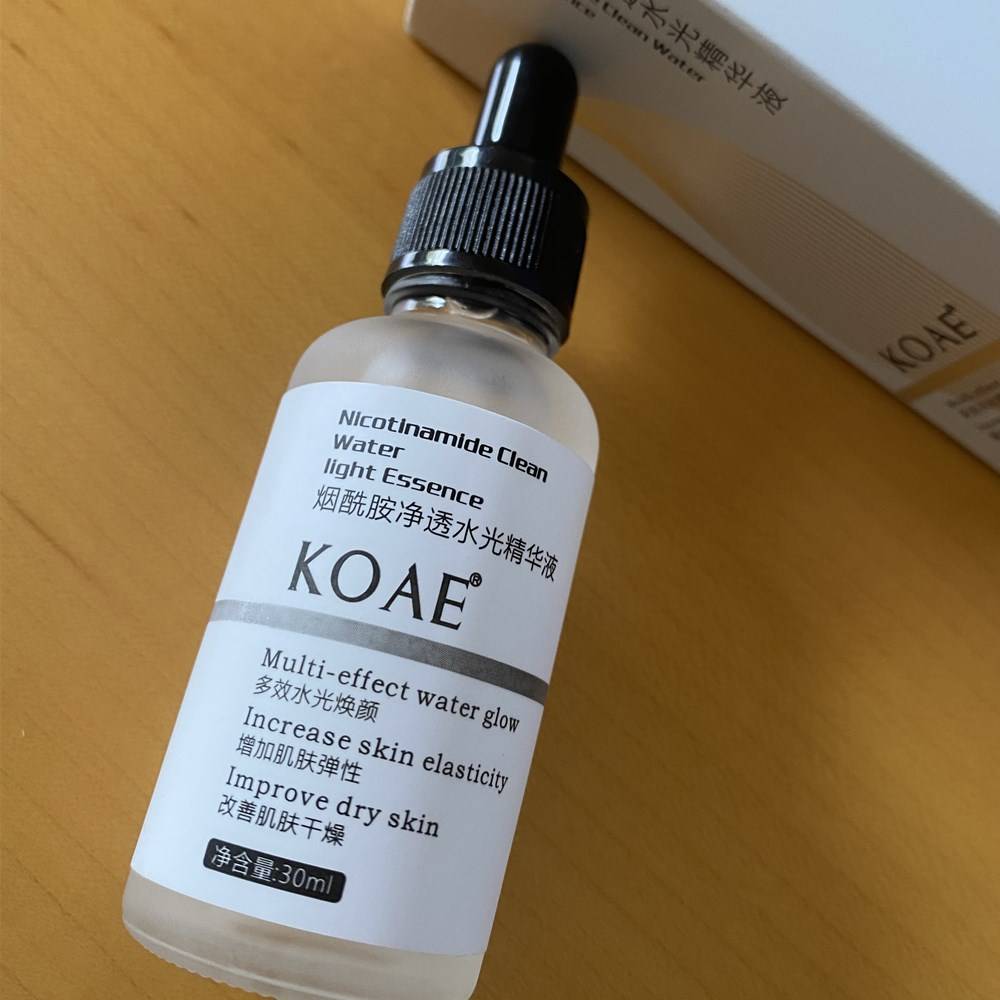 水光精华液
Clean Water
KOAE
Nicotinamide Clean
Water
light Essence
烟酰胺净透水光精华液
KOAE®
Multi-effect water glow
多效水光焕颜
Increase skin elasticity
增加肌肤弹性
Improve dry skin
改善肌肤干燥
净含量:30ml